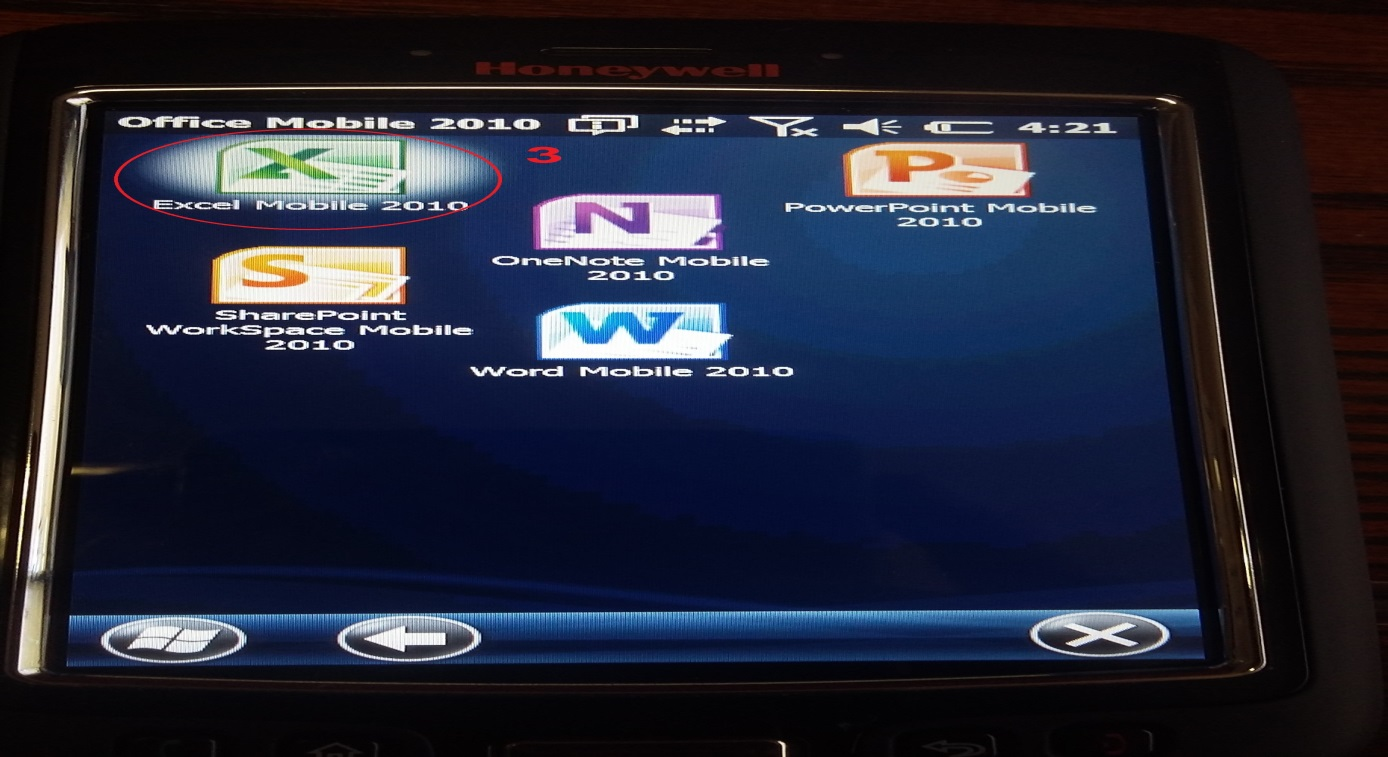 Honeywell
Office Mobile 2010 4:21
3
Excel Mobile 2010
OneNote Mobile
2010
PowerPoint Mobile
2010
SharePoint
WorkSpace Mobile
2010
Word Mobile 2010